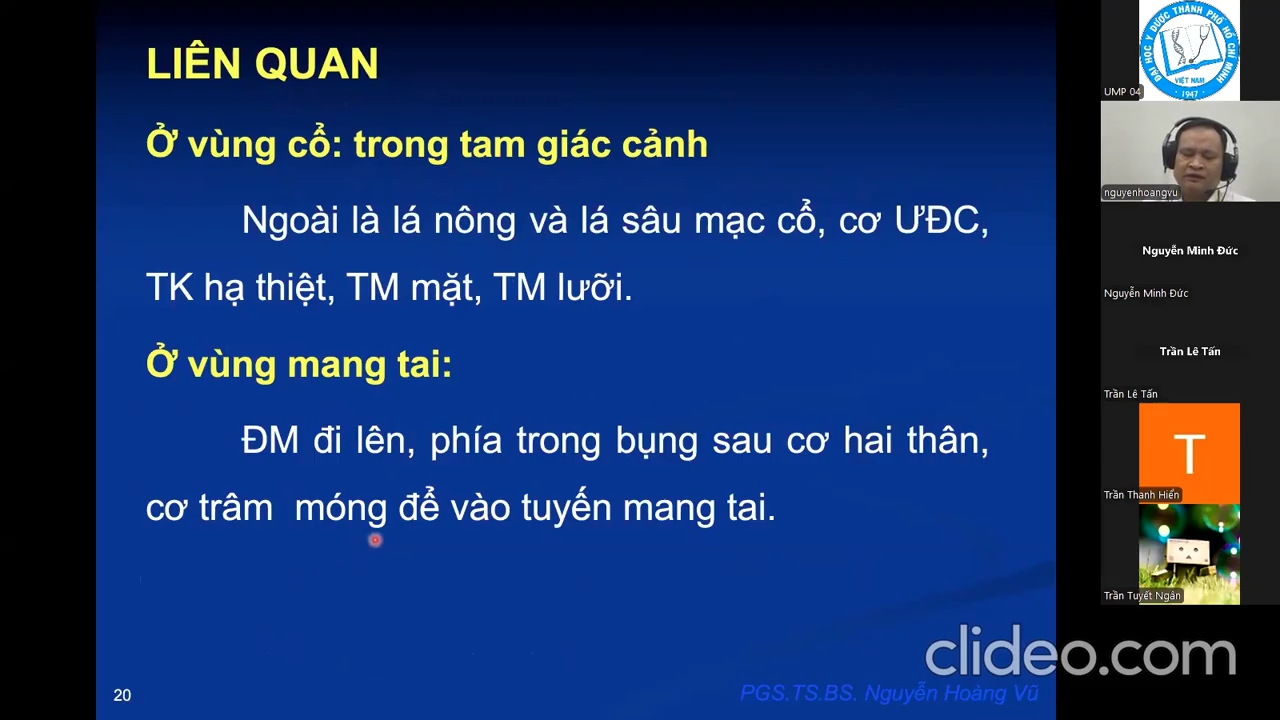 LIÊN QUAN
Ở vùng cổ: trong tam giác cảnh
Ngoài là lá nông và lá sâu mạc cổ, cơ ƯĐC,
TK hạ thiệt, TM mặt, TM lưỡi.
Ở vùng mang tai:
ĐM đi lên, phía trong bụng sau cơ hai thân,
cơ trâm móng để vào tuyến mang tai.
20
PGS.TS.BS. Nguyễn Hoàng Vũ
clideo.com
ĐẠI HỌC Y DƯỢC THÀNH PHỐ HỒ CHÍ MINH
VIỆT NAM
1947
UMP 04
nguyenhoangvu
Nguyễn Minh Đức
Nguyễn Minh Đức
Trần Lê Tấn
Trần Lê Tấn
T
Trần Thanh Hiển
Trần Tuyết Ngân